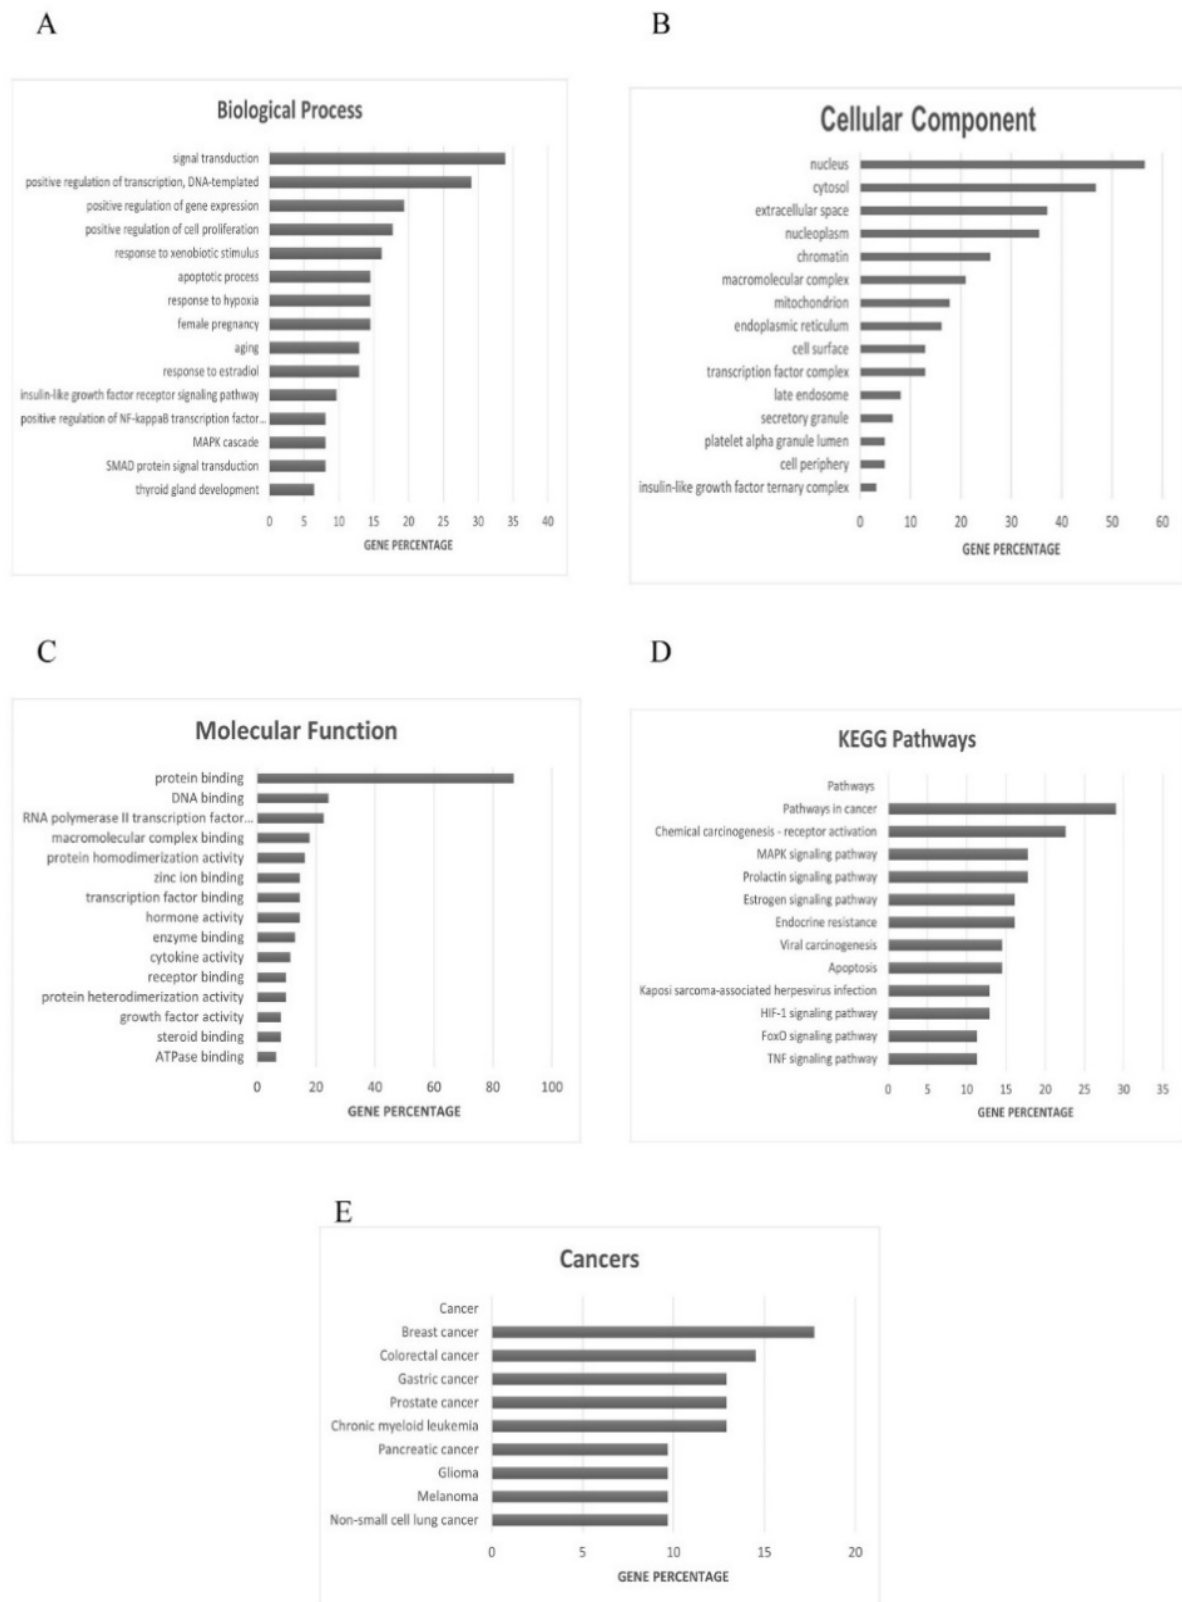 A
Biological Process
signal transduction
positive regulation of transcription, DNA-templated
positive regulation of gene expression
positive regulation of cell proliferation
response to xenobiotic stimulus
apoptotic process
response to hypoxia
female pregnancy
aging
response to estradiol
insulin-like growth factor receptor signaling pathway
positive regulation of NF-kappaB transcription factor...
MAPK cascade
SMAD protein signal transduction
thyroid gland development
0 5 10 15 20 25 30 35 40
GENE PERCENTAGE
B
Cellular Component
nucleus
cytosol
extracellular space
nucleoplasm
chromatin
macromolecular complex
mitochondrion
endoplasmic reticulum
cell surface
transcription factor complex
late endosome
secretory granule
platelet alpha granule lumen
cell periphery
insulin-like growth factor ternary complex
0 10 20 30 40 50 60
GENE PERCENTAGE
C
Molecular Function
protein binding
DNA binding
RNA polymerase II transcription factor...
macromolecular complex binding
protein homodimerization activity
zinc ion binding
transcription factor binding
hormone activity
enzyme binding
cytokine activity
receptor binding
protein heterodimerization activity
growth factor activity
steroid binding
ATPase binding
0 20 40 60 80 100
GENE PERCENTAGE
D
KEGG Pathways
Pathways
Pathways in cancer
Chemical carcinogenesis - receptor activation
MAPK signaling pathway
Prolactin signaling pathway
Estrogen signaling pathway
Endocrine resistance
Viral carcinogenesis
Apoptosis
Kaposi sarcoma-associated herpesvirus infection
HIF-1 signaling pathway
FoxO signaling pathway
TNF signaling pathway
0 5 10 15 20 25 30 35
GENE PERCENTAGE
E
Cancers
Cancer
Breast cancer
Colorectal cancer
Gastric cancer
Prostate cancer
Chronic myeloid leukemia
Pancreatic cancer
Glioma
Melanoma
Non-small cell lung cancer
0 5 10 15 20
GENE PERCENTAGE